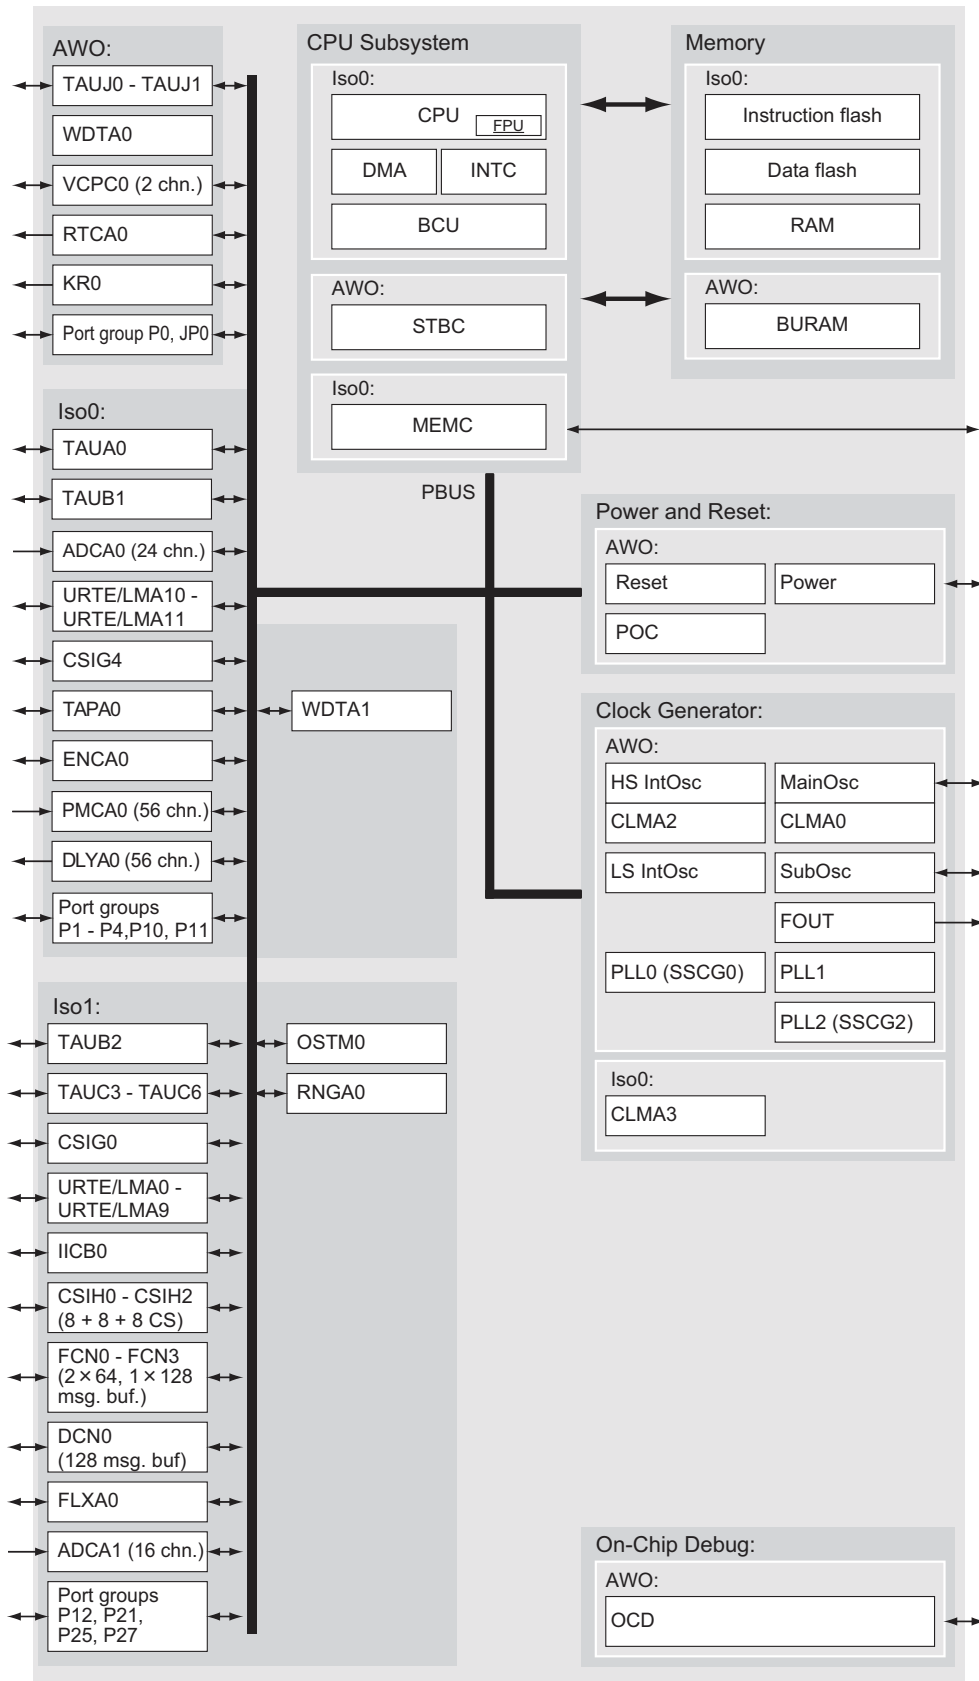 AWO:
TAUJ0 - TAUJ1
WDTA0
VCPC0 (2 chn.)
RTCA0
KR0
Port group P0, JP0
CPU Subsystem
Iso0:
CPU
FPU
DMA
INTC
BCU
AWO:
STBC
Iso0:
MEMC
Memory
Iso0:
Instruction flash
Data flash
RAM
AWO:
BURAM
PBUS
Iso0:
TAUA0
TAUB1
ADCA0 (24 chn.)
URTE/LMA10 -
URTE/LMA11
CSIG4
TAPA0
ENCA0
PMCA0 (56 chn.)
DLYA0 (56 chn.)
Port groups
P1 - P4,P10, P11
WDTA1
Power and Reset:
AWO:
Reset
Power
POC
Clock Generator:
AWO:
HS IntOsc
MainOsc
CLMA2
CLMA0
LS IntOsc
SubOsc
FOUT
PLL0 (SSCG0)
PLL1
PLL2 (SSCG2)
Iso0:
CLMA3
Iso1:
TAUB2
TAUC3 - TAUC6
CSIG0
URTE/LMA0 -
URTE/LMA9
IICB0
CSIH0 - CSIH2
(8 + 8 + 8 CS)
FCN0 - FCN3
(2×64, 1×128
msg. buf.)
DCN0
(128 msg. buf)
FLXA0
ADCA1 (16 chn.)
Port groups
P12, P21,
P25, P27
OSTM0
RNGA0
On-Chip Debug:
AWO:
OCD